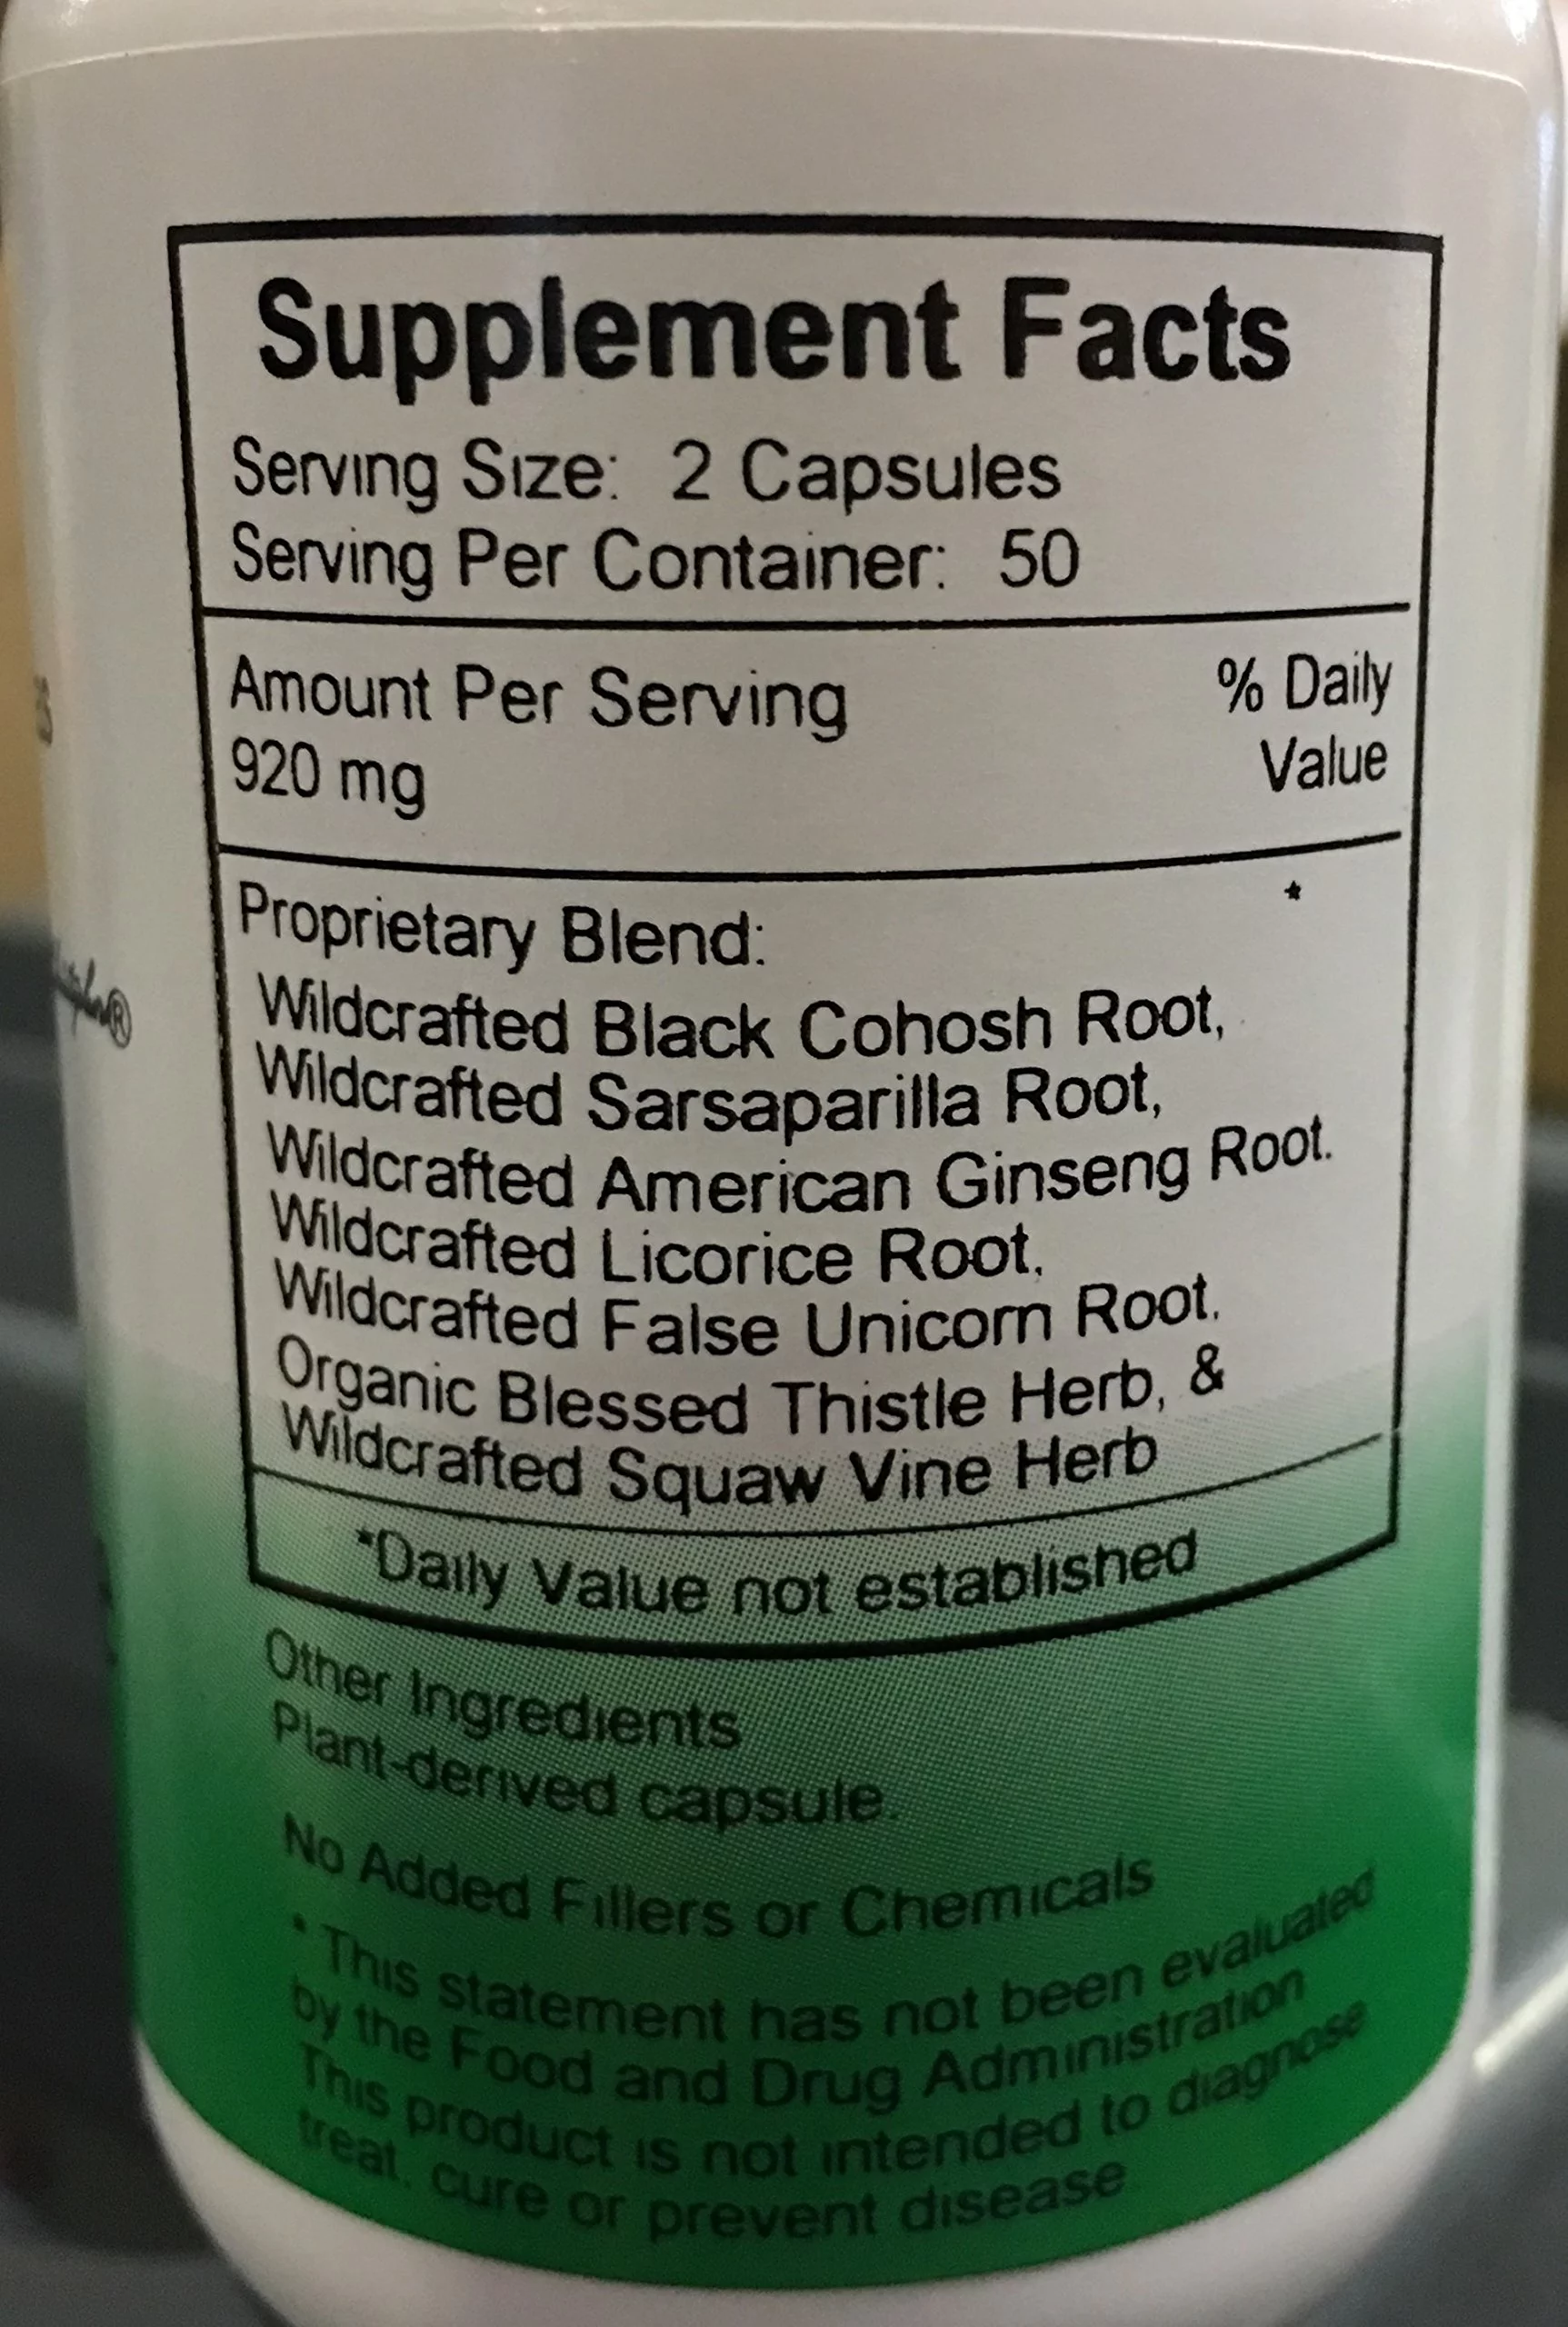 Supplement Facts
Serving Size: 2 Capsules
Serving Per Container: 50
Amount Per Serving
% Daily
920 mg
Value
*
Proprietary Blend:
Wildcrafted Black Cohosh Root,
Wildcrafted Sarsaparilla Root,
Wildcrafted American Ginseng Root.
Wildcrafted Licorice Root,
Wildcrafted False Unicorn Root.
Organic Blessed Thistle Herb, &
Wildcrafted Squaw Vine Herb
*Daily Value not established
Other Ingredients
Plant-derived capsule.
No Added Fillers or Chemicals
* This statement has not been evaluated
by the Food and Drug Administration
This product is not intended to diagnose
treat, cure or prevent disease